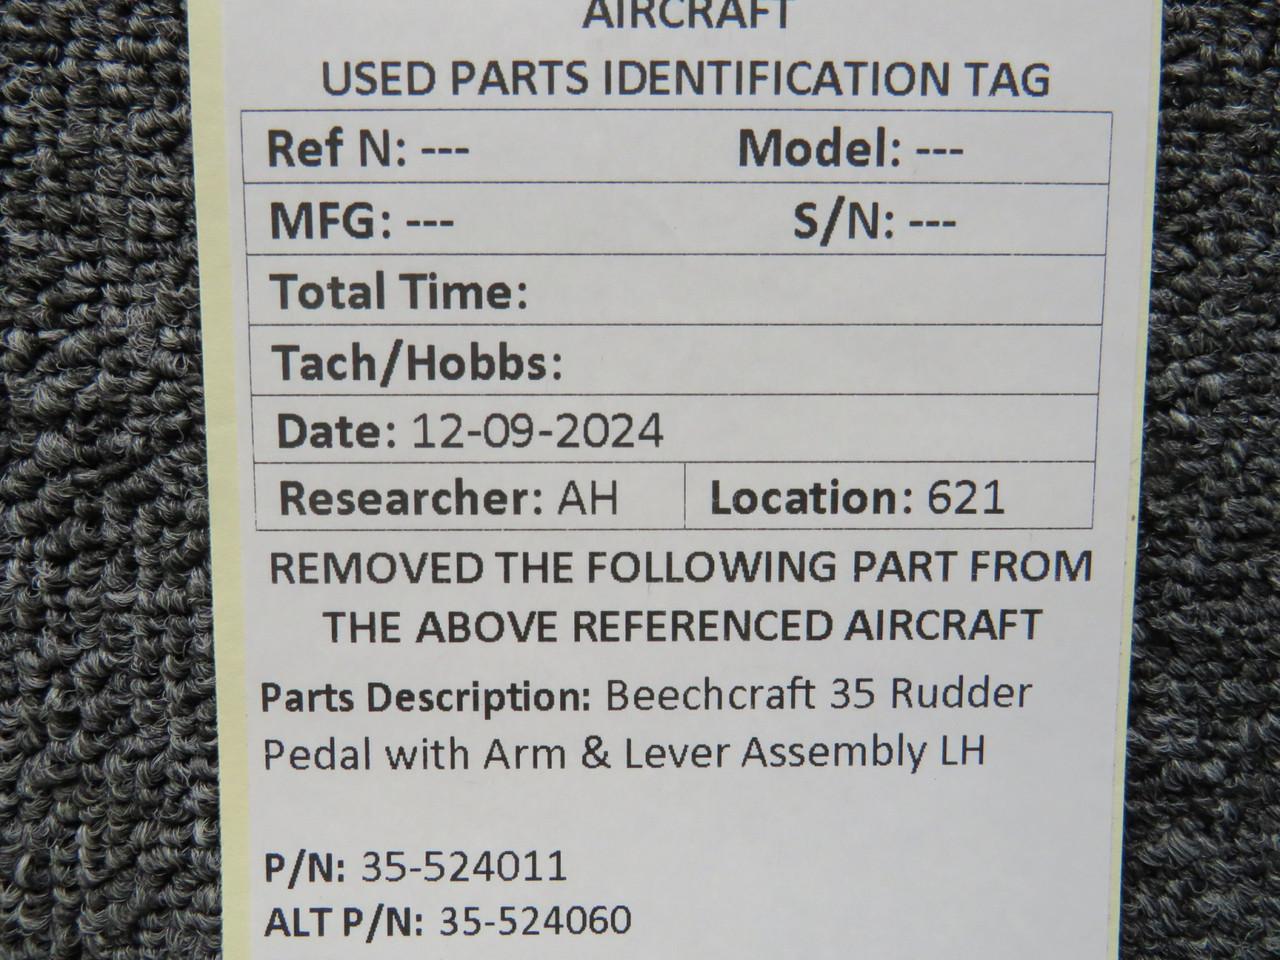 AIRCRAFT
USED PARTS IDENTIFICATION TAG
Ref N: --- Model: ---
MFG: --- S/N: ---
Total Time:
Tach/Hobbs:
Date: 12-09-2024
Researcher: AH Location: 621
REMOVED THE FOLLOWING PART FROM
THE ABOVE REFERENCED AIRCRAFT
Parts Description: Beechcraft 35 Rudder
Pedal with Arm & Lever Assembly LH
P/N: 35-524011
ALT P/N: 35-524060